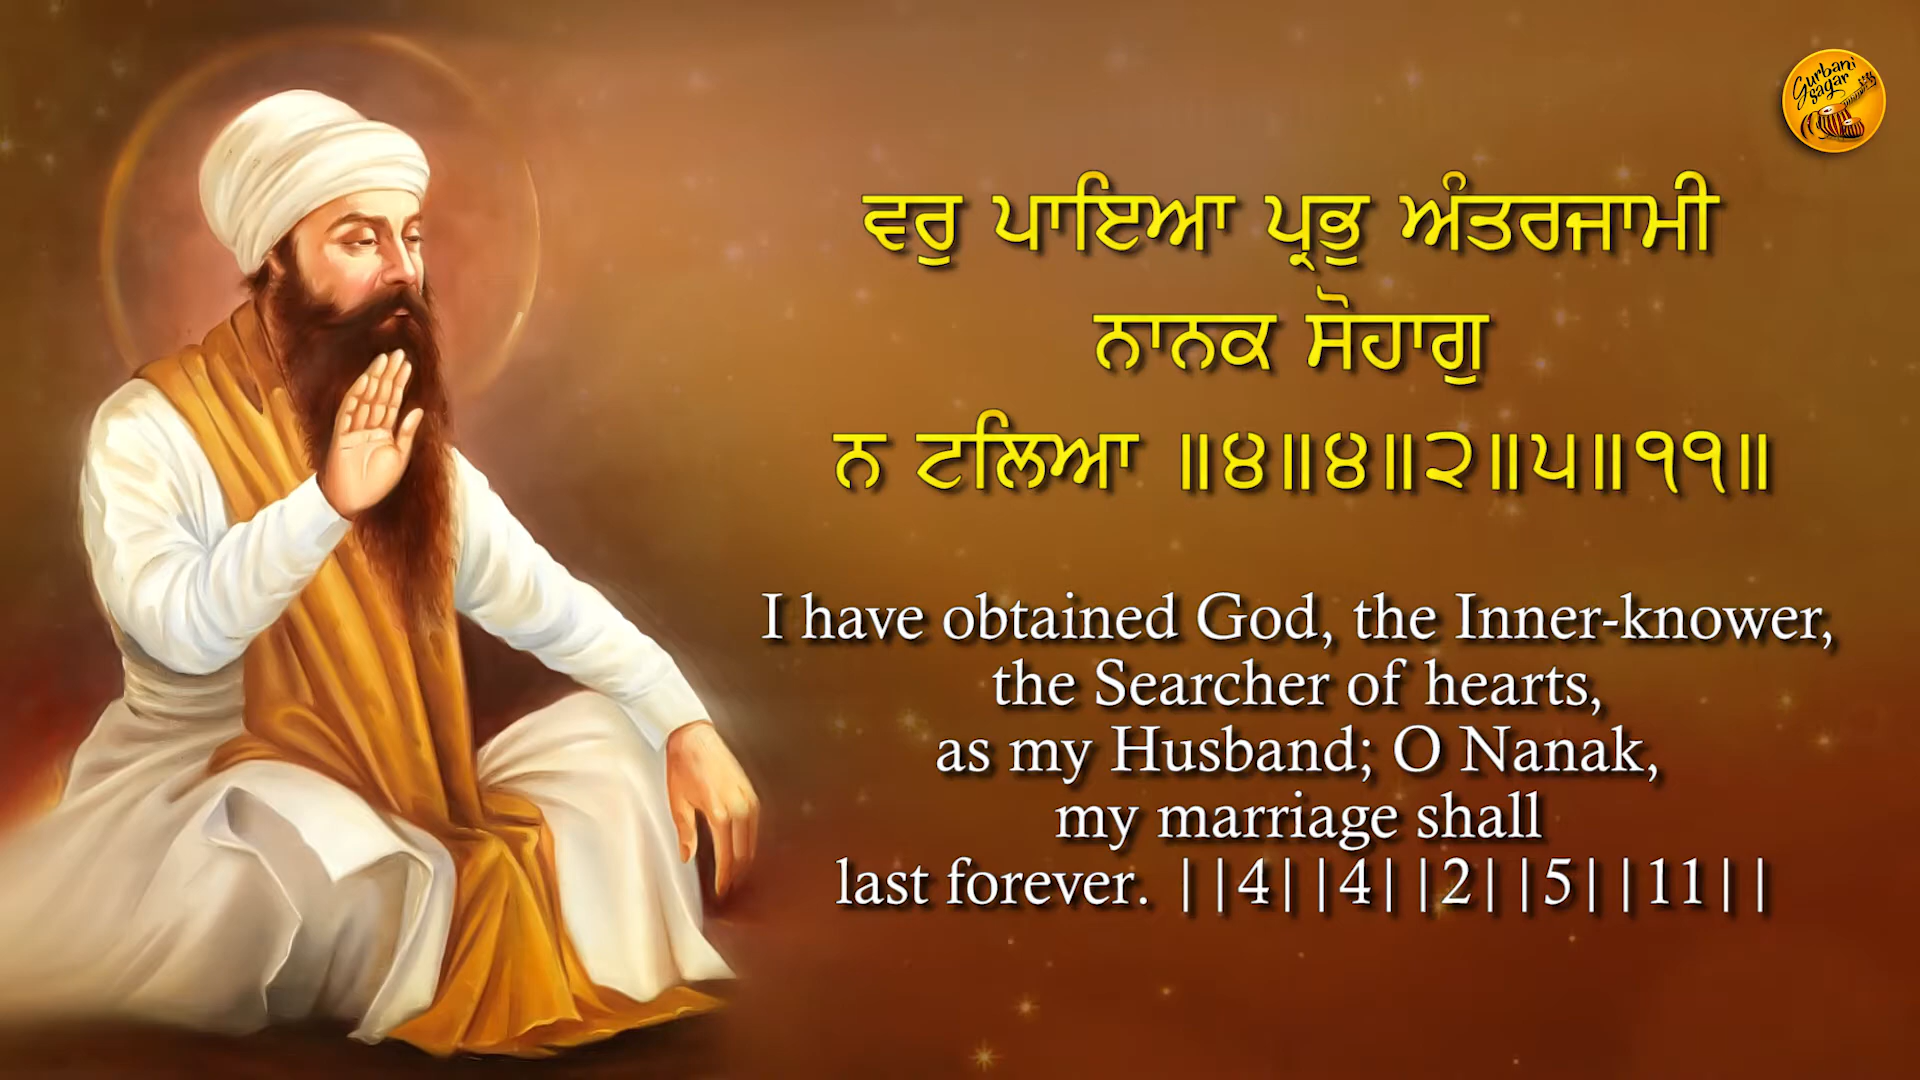 Gurbani
Sagar
ਵਰੁ ਪਾਇਆ ਪ੍ਰਭੁ ਅੰਤਰਜਾਮੀ
ਨਾਨਕ ਸੋਹਾਗੁ
ਨ ਟਲਿਆ ॥੪॥੪॥੨॥੫॥੧੧॥
I have obtained God, the Inner-knower,
the Searcher of hearts,
as my Husband; O Nanak,
my marriage shall
last forever. ||4||4||2||5||11||